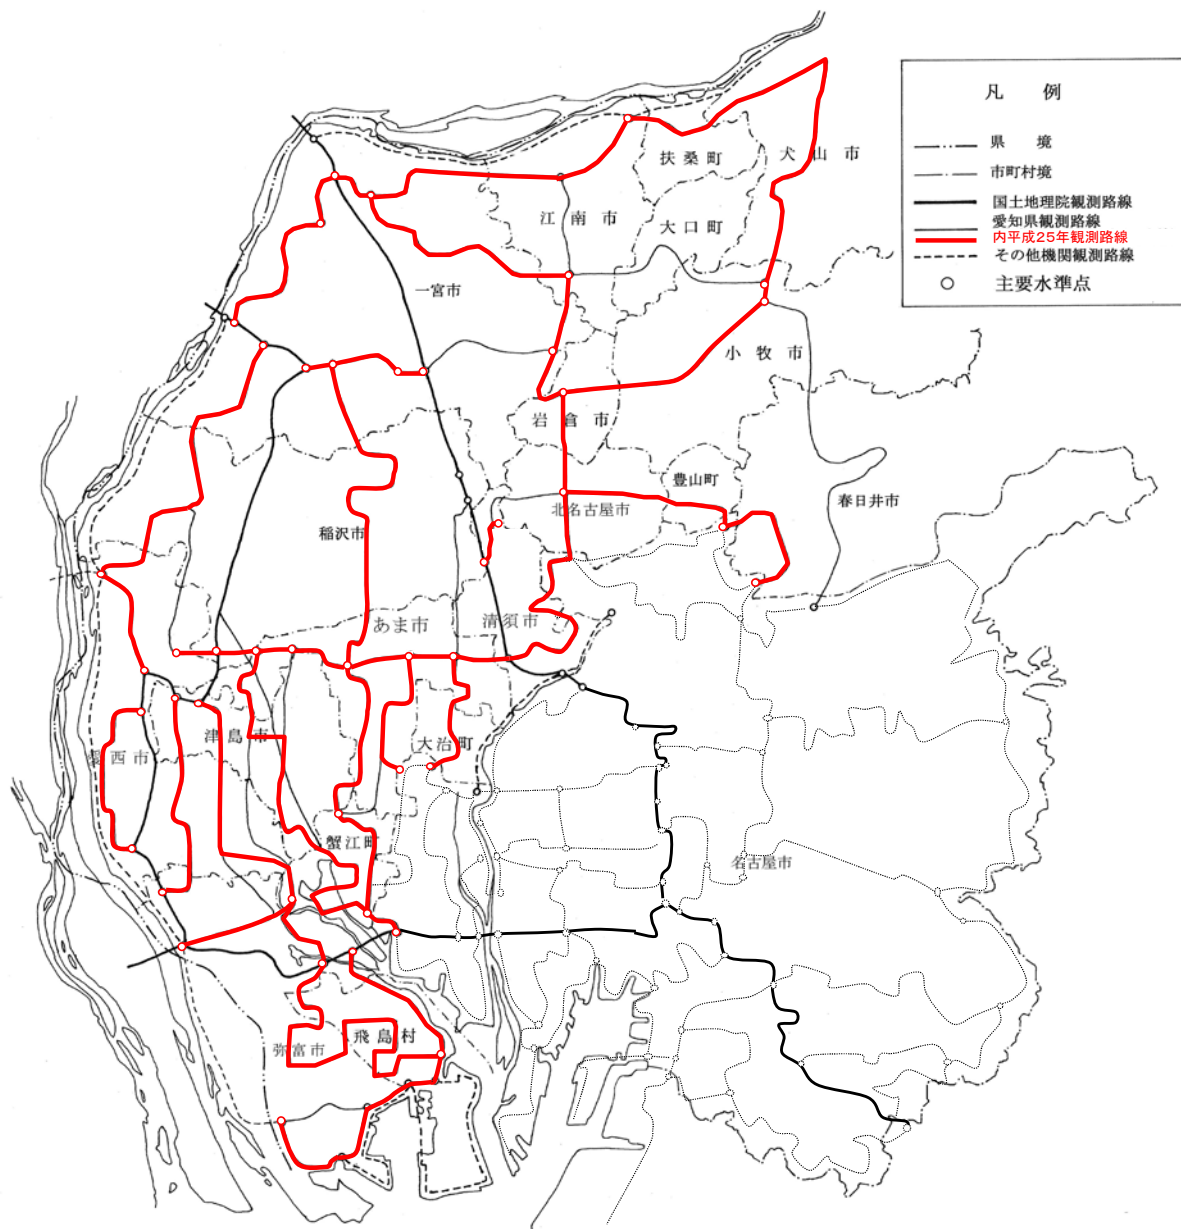 凡 例
県 境
市町村境
国土地理院観測路線
愛知県観測路線
内平成25年観測路線
その他機関観測路線
主要水準点
扶桑町
犬山市
江南市
大口町
一宮市
小牧市
岩倉市
豊山町
春日井市
北名古屋市
稲沢市
あま市
清須市
津島市
大治町
愛西市
蟹江町
名古屋市
飛島村
弥富市